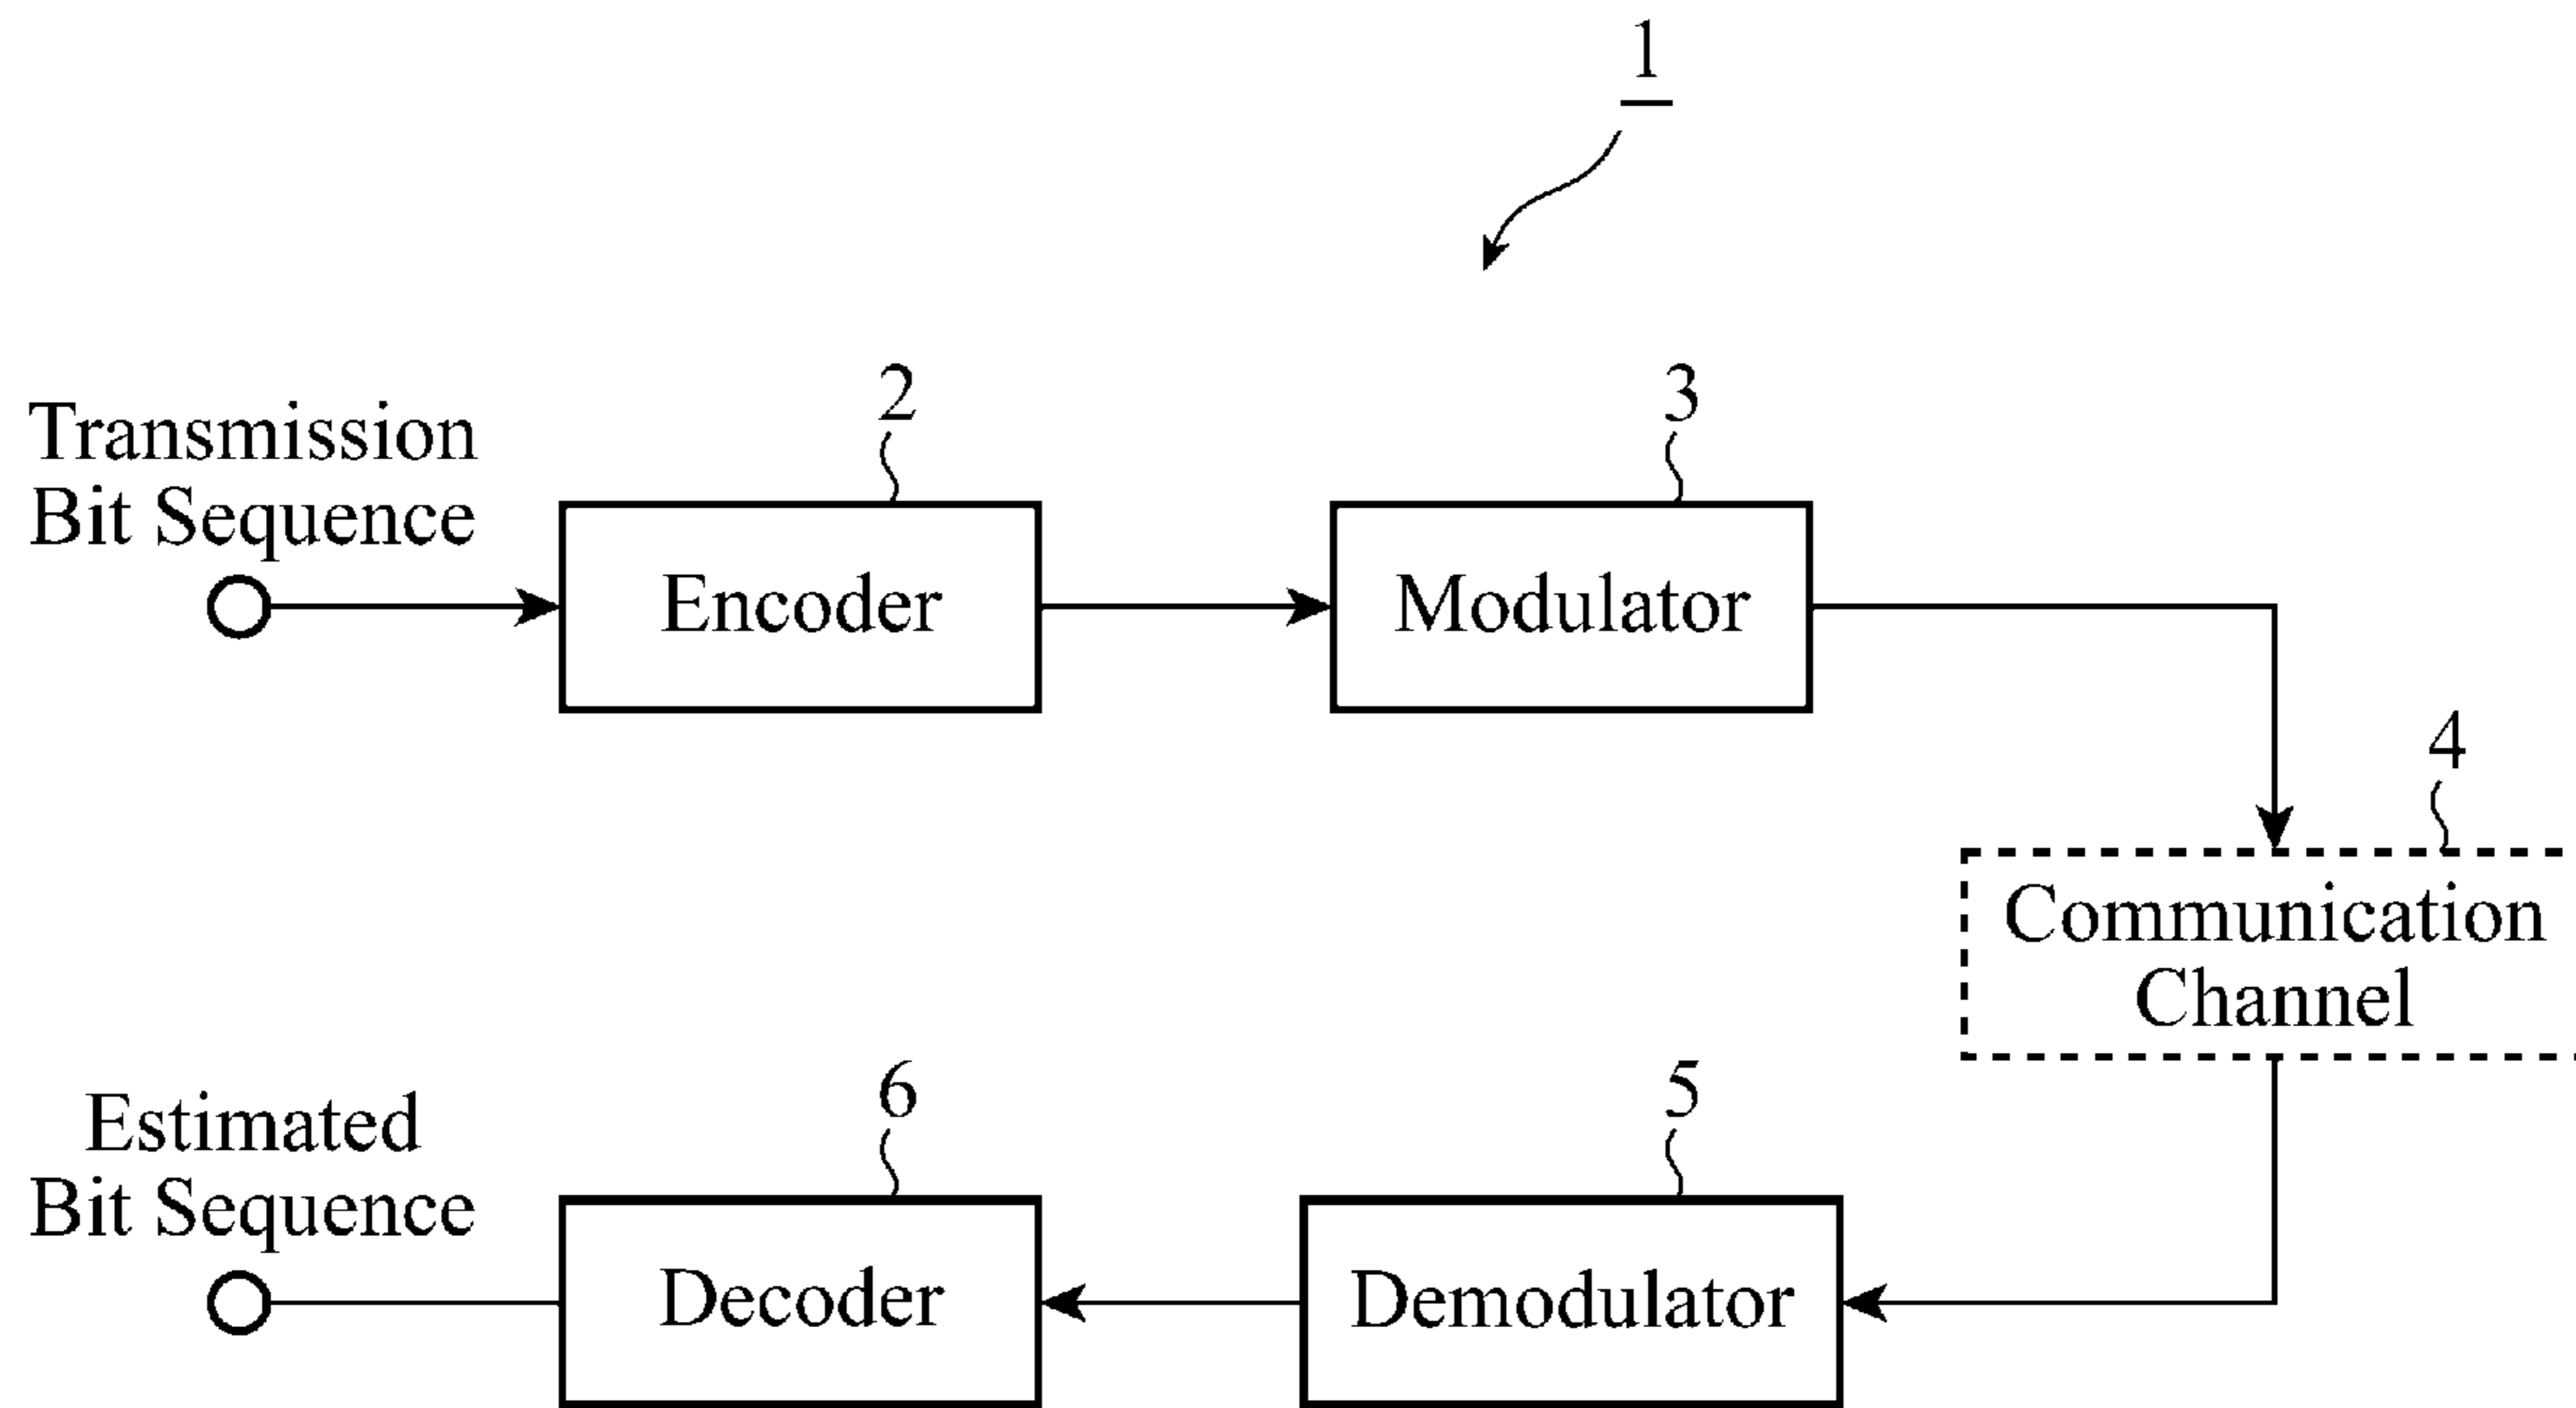 1
2
3
Transmission
Bit Sequence
Encoder
Modulator
4
Communication
Channel
6
5
Estimated
Bit Sequence
Decoder
Demodulator